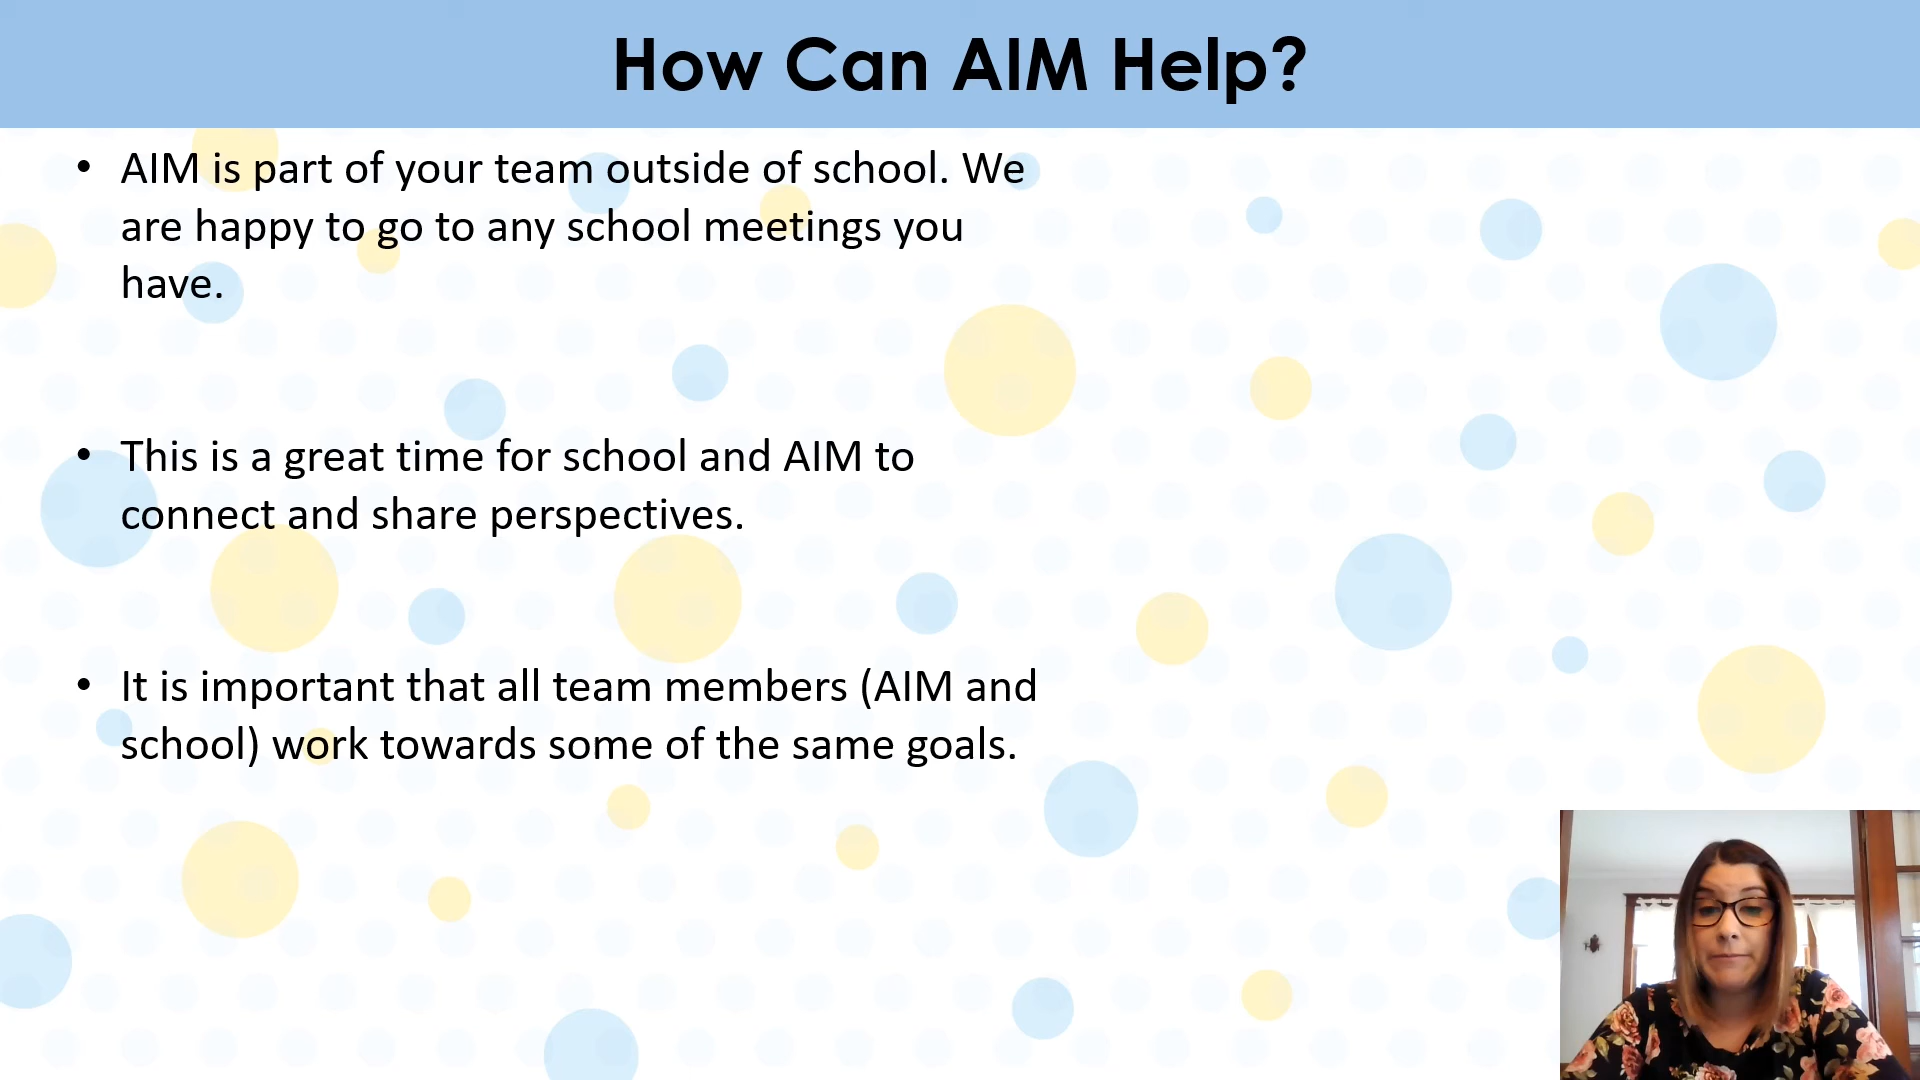 How Can AIM Help?
• AIM is part of your team outside of school. We
are happy to go to any school meetings you
have.
• This is a great time for school and AIM to
connect and share perspectives.
• It is important that all team members (AIM and
school) work towards some of the same goals.